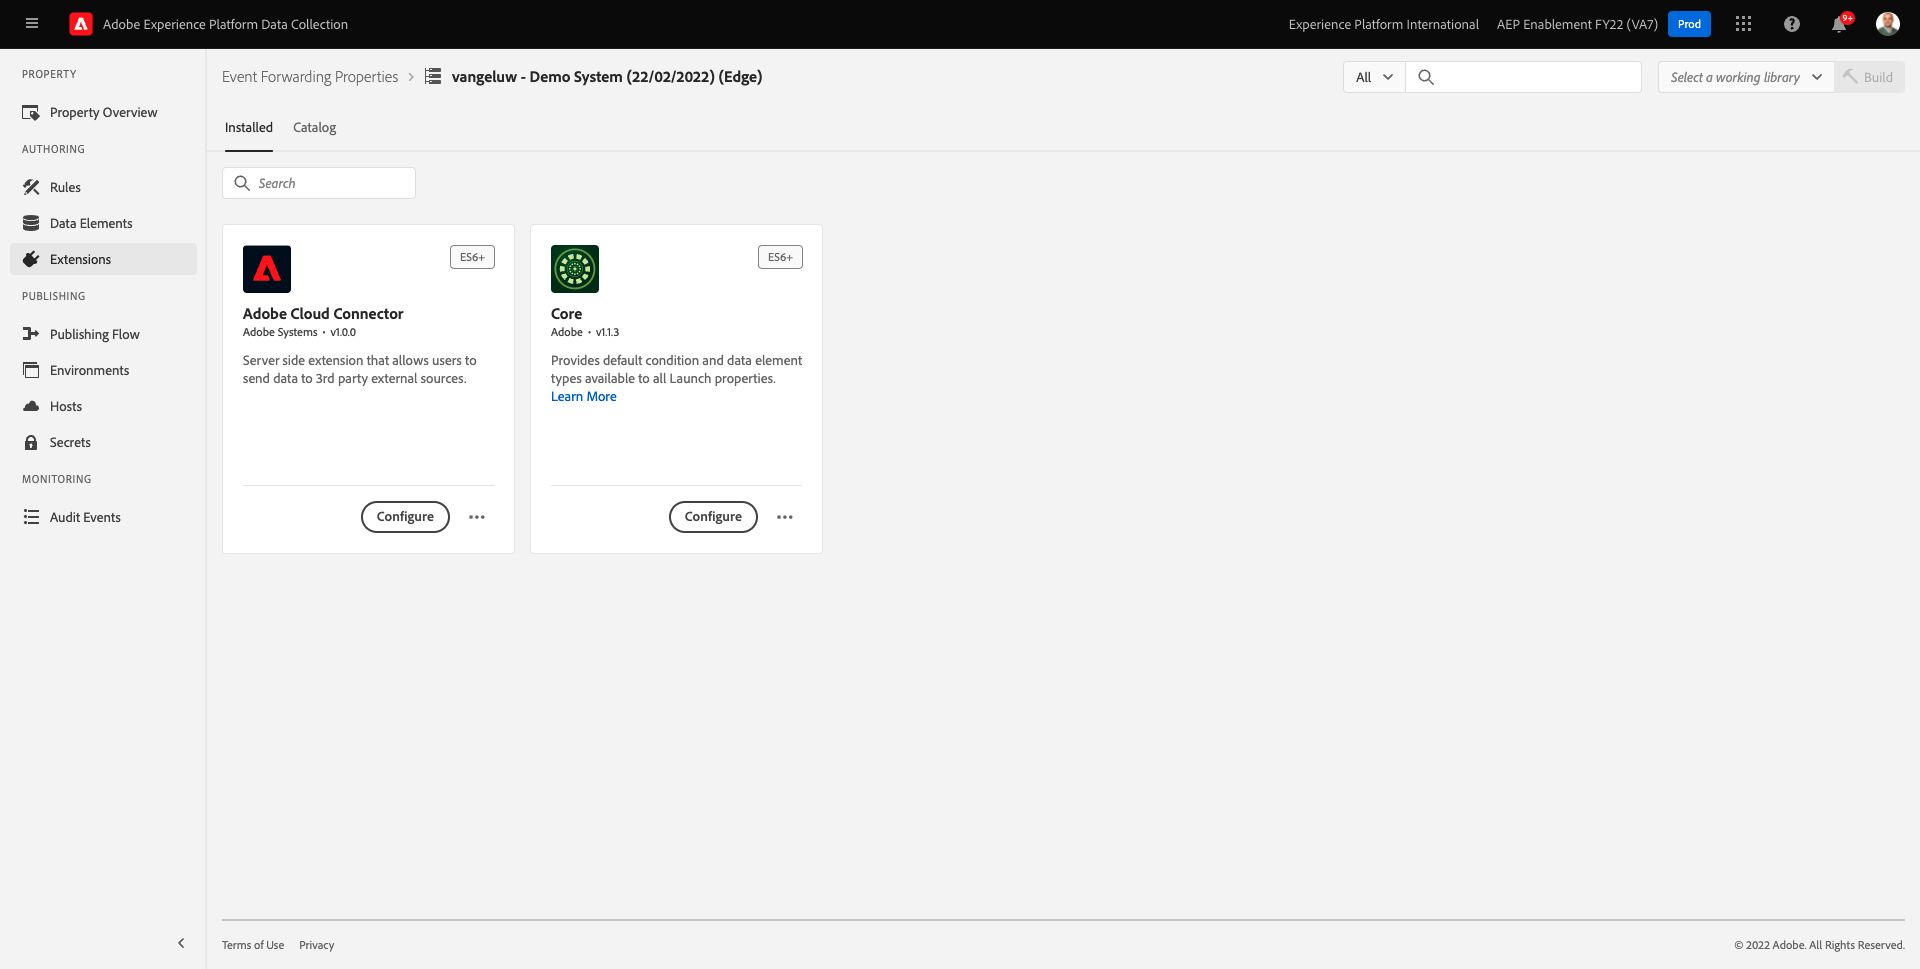 Adobe Experience Platform Data Collection
Experience Platform International
AEP Enablement FY22 (VA7)
Prod
9+
PROPERTY
Property Overview
AUTHORING
Rules
Data Elements
Extensions
PUBLISHING
Publishing Flow
Environments
Hosts
Secrets
MONITORING
Audit Events
Event Forwarding Properties
vangeluw - Demo System (22/02/2022) (Edge)
All
Select a working library
Build
Installed
Catalog
Search
ES6+
Adobe Cloud Connector
Adobe Systems • v1.0.0
Server side extension that allows users to
send data to 3rd party external sources.
Configure
ES6+
Core
Adobe • v1.1.3
Provides default condition and data element
types available to all Launch properties.
Learn More
Configure
Terms of Use
Privacy
© 2022 Adobe. All Rights Reserved.